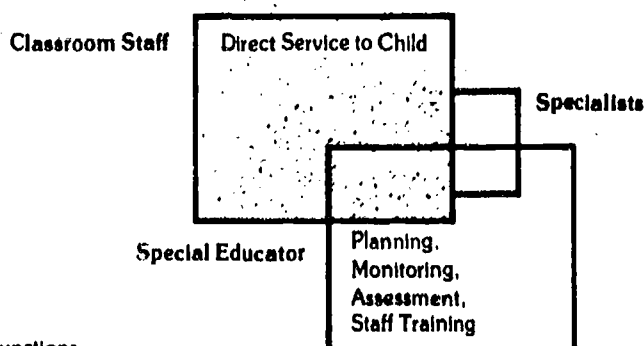 Classroom Staff
Direct Service to Child
Specialists
Special Educator
Planning,
Monitoring,
Assessment,
Staff Training